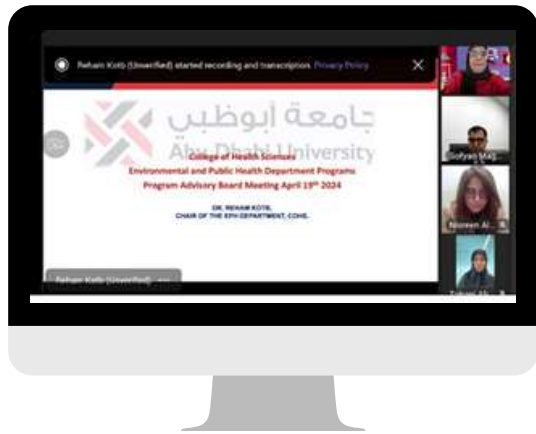 Reham Kotb (Unverified) started recording and transcription. Privacy Policy
جامعة أبوظبي
Abu Dhabi University
College of Health Sciences
Environmental and Public Health Department Programs
Program Advisory Board Meeting April 19th 2024
DR. REHAM KOTB,
CHAIR OF THE EPH DEPARTMENT, COHS.
Reham Kotb (Unverified)
Sofyan Maj...
Nisreen Al...